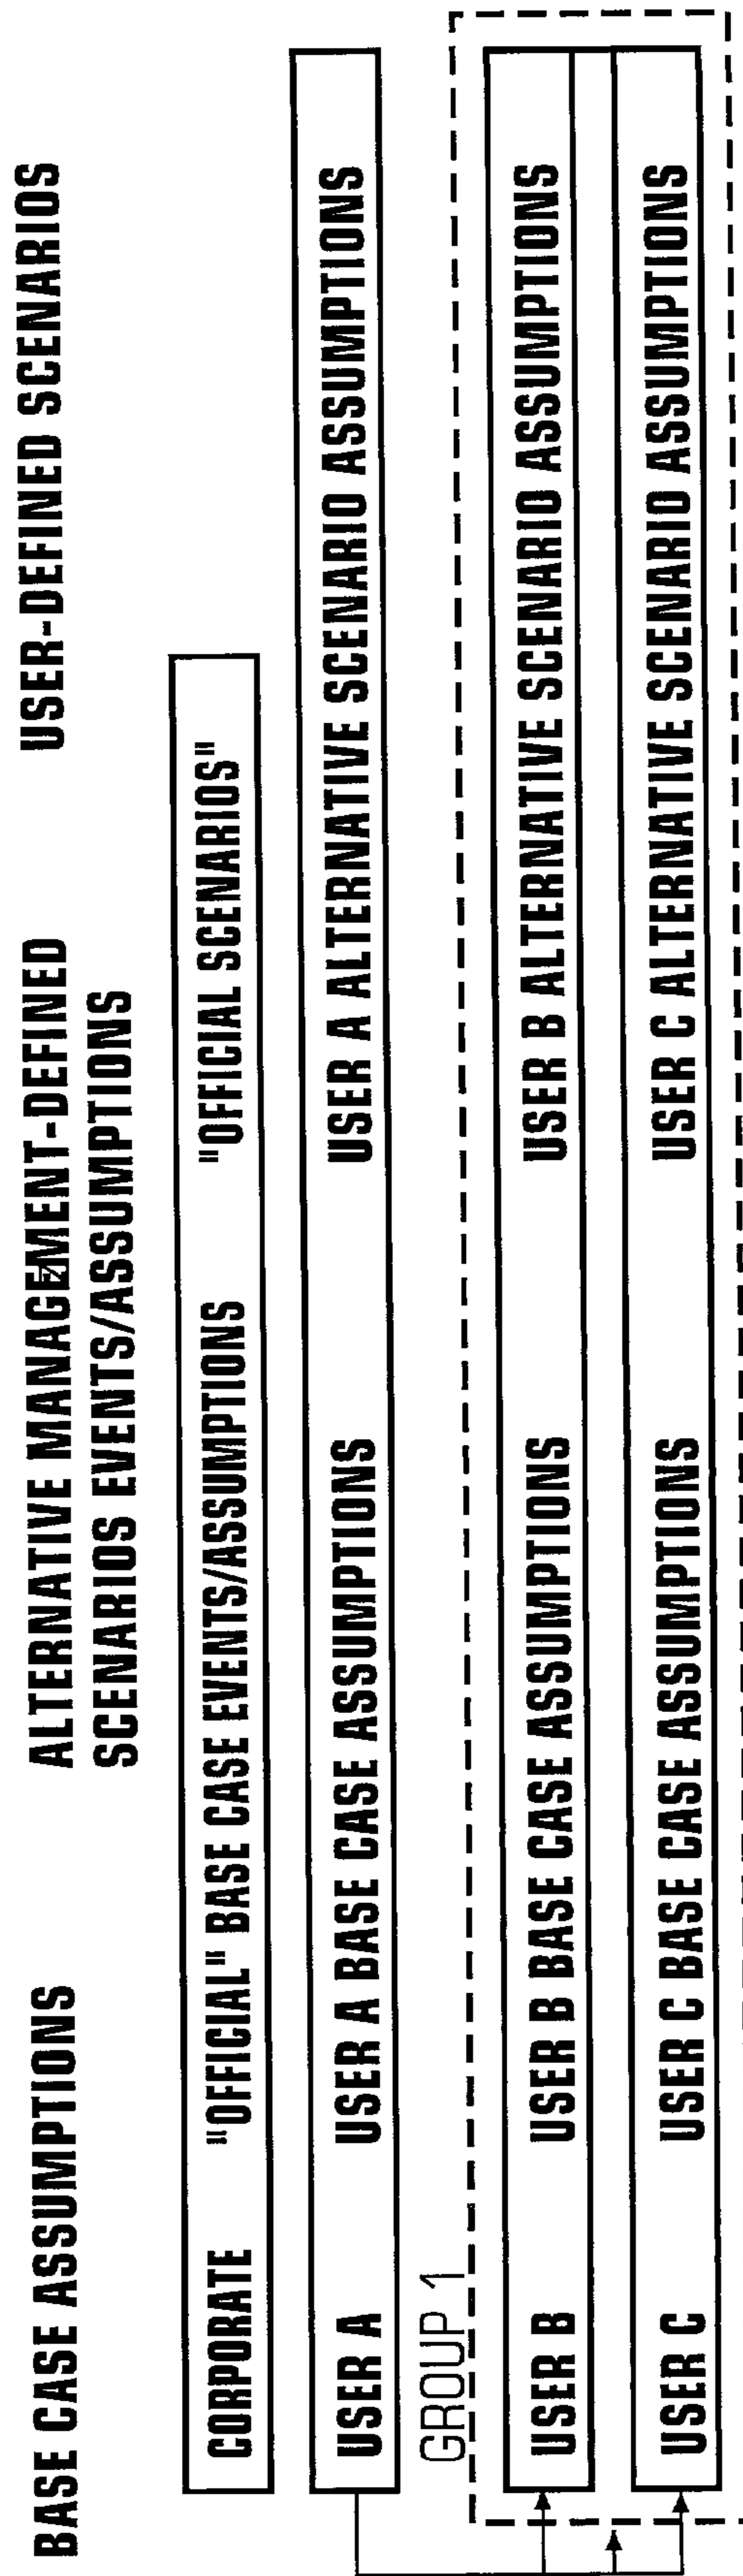 BASE CASE ASSUMPTIONS
ALTERNATIVE MANAGEMENT-DEFINED
SCENARIOS EVENTS/ASSUMPTIONS
USER-DEFINED SCENARIOS
CORPORATE "OFFICIAL" BASE CASE EVENTS/ASSUMPTIONS "OFFICIAL SCENARIOS"
USER A USER A BASE CASE ASSUMPTIONS USER A ALTERNATIVE SCENARIO ASSUMPTIONS
GROUP 1
USER B USER B BASE CASE ASSUMPTIONS USER B ALTERNATIVE SCENARIO ASSUMPTIONS
USER C USER C BASE CASE ASSUMPTIONS USER C ALTERNATIVE SCENARIO ASSUMPTIONS